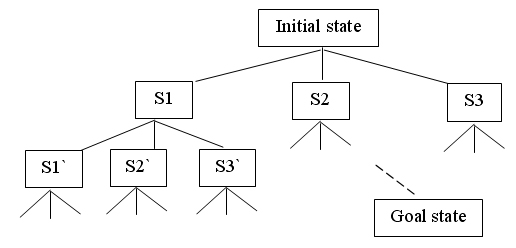 Initial state
S1
S2
S3
S1`
S2`
S3`
Goal state